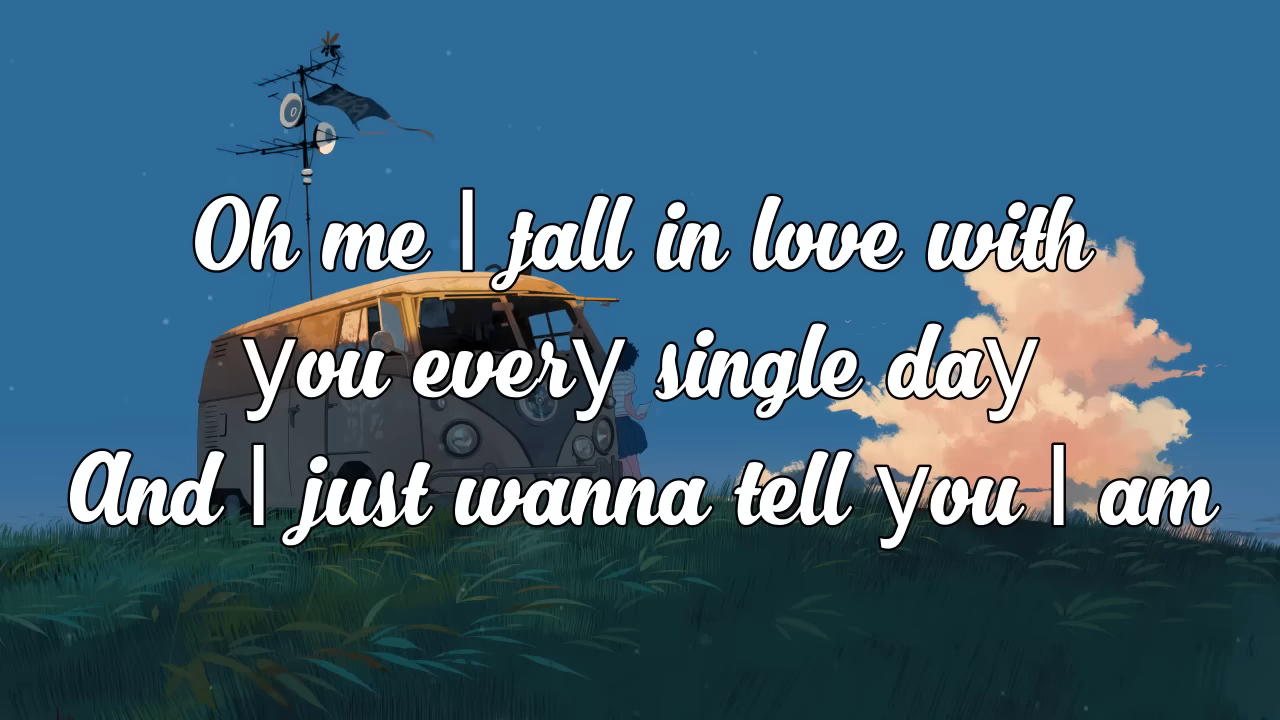 Oh me I fall in love with
you every single day
And I just wanna tell you I am